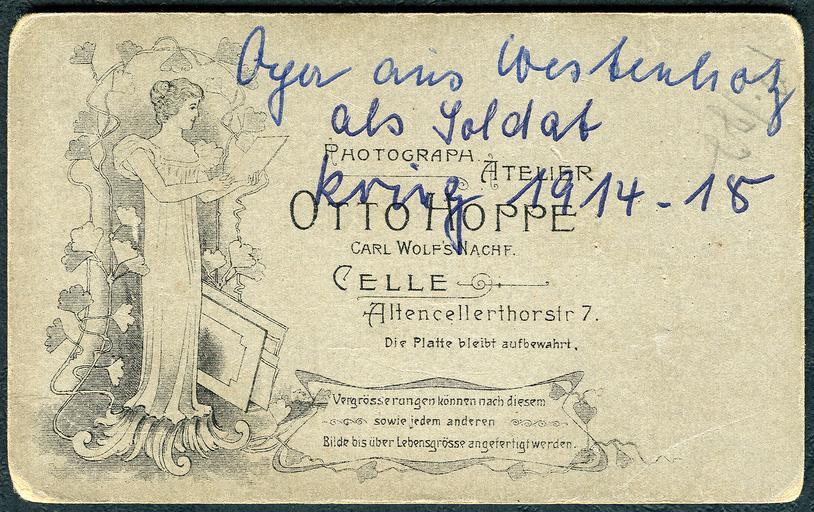 Oger aus Westenholz
als Soldat
PHOTOGRAPH. ATELIER
krieg 1914-18
OTTO HOPPE
CARL WOLF'S NACHF.
CELLE
Altencellerthorstr 7.
Die Platte bleibt aufbewahrt.
Vergrösserungen können nach diesem
sowie jedem anderen
Bilde bis über Lebensgrösse angefertigt werden.